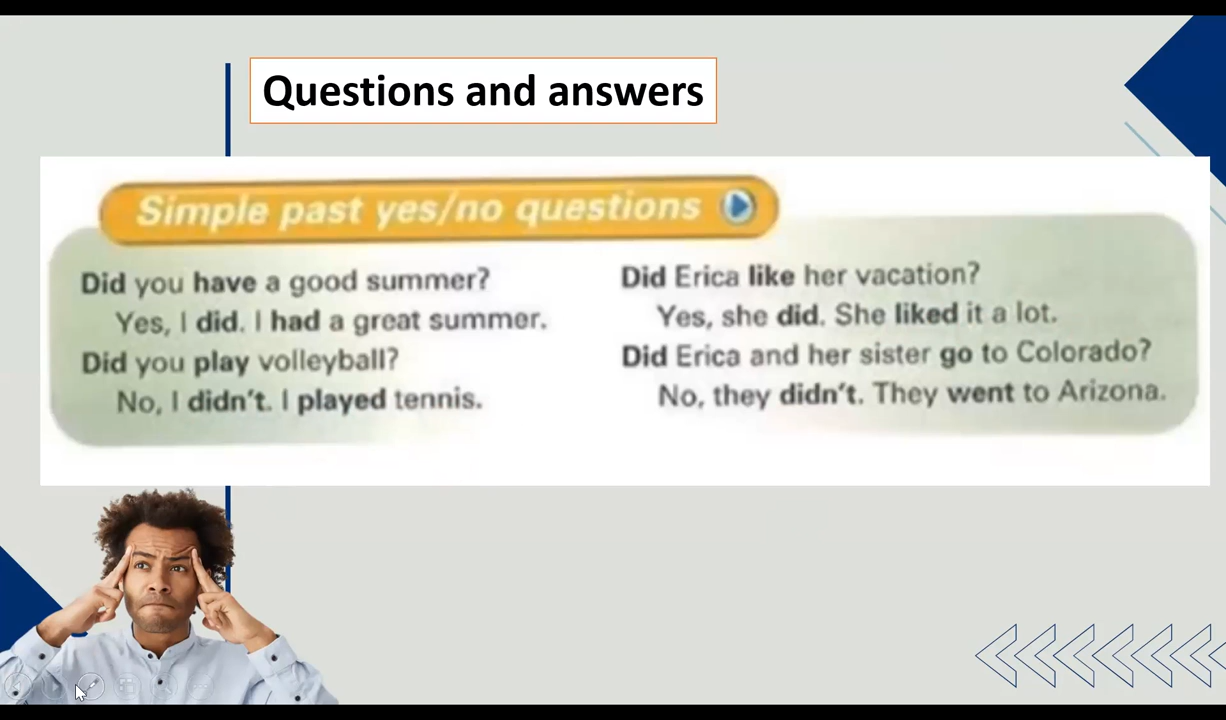 Questions and answers
Simple past yes/no questions
Did you have a good summer?
Yes, I did. I had a great summer.
Did you play volleyball?
No, I didn't. I played tennis.
Did Erica like her vacation?
Yes, she did. She liked it a lot.
Did Erica and her sister go to Colorado?
No, they didn't. They went to Arizona.